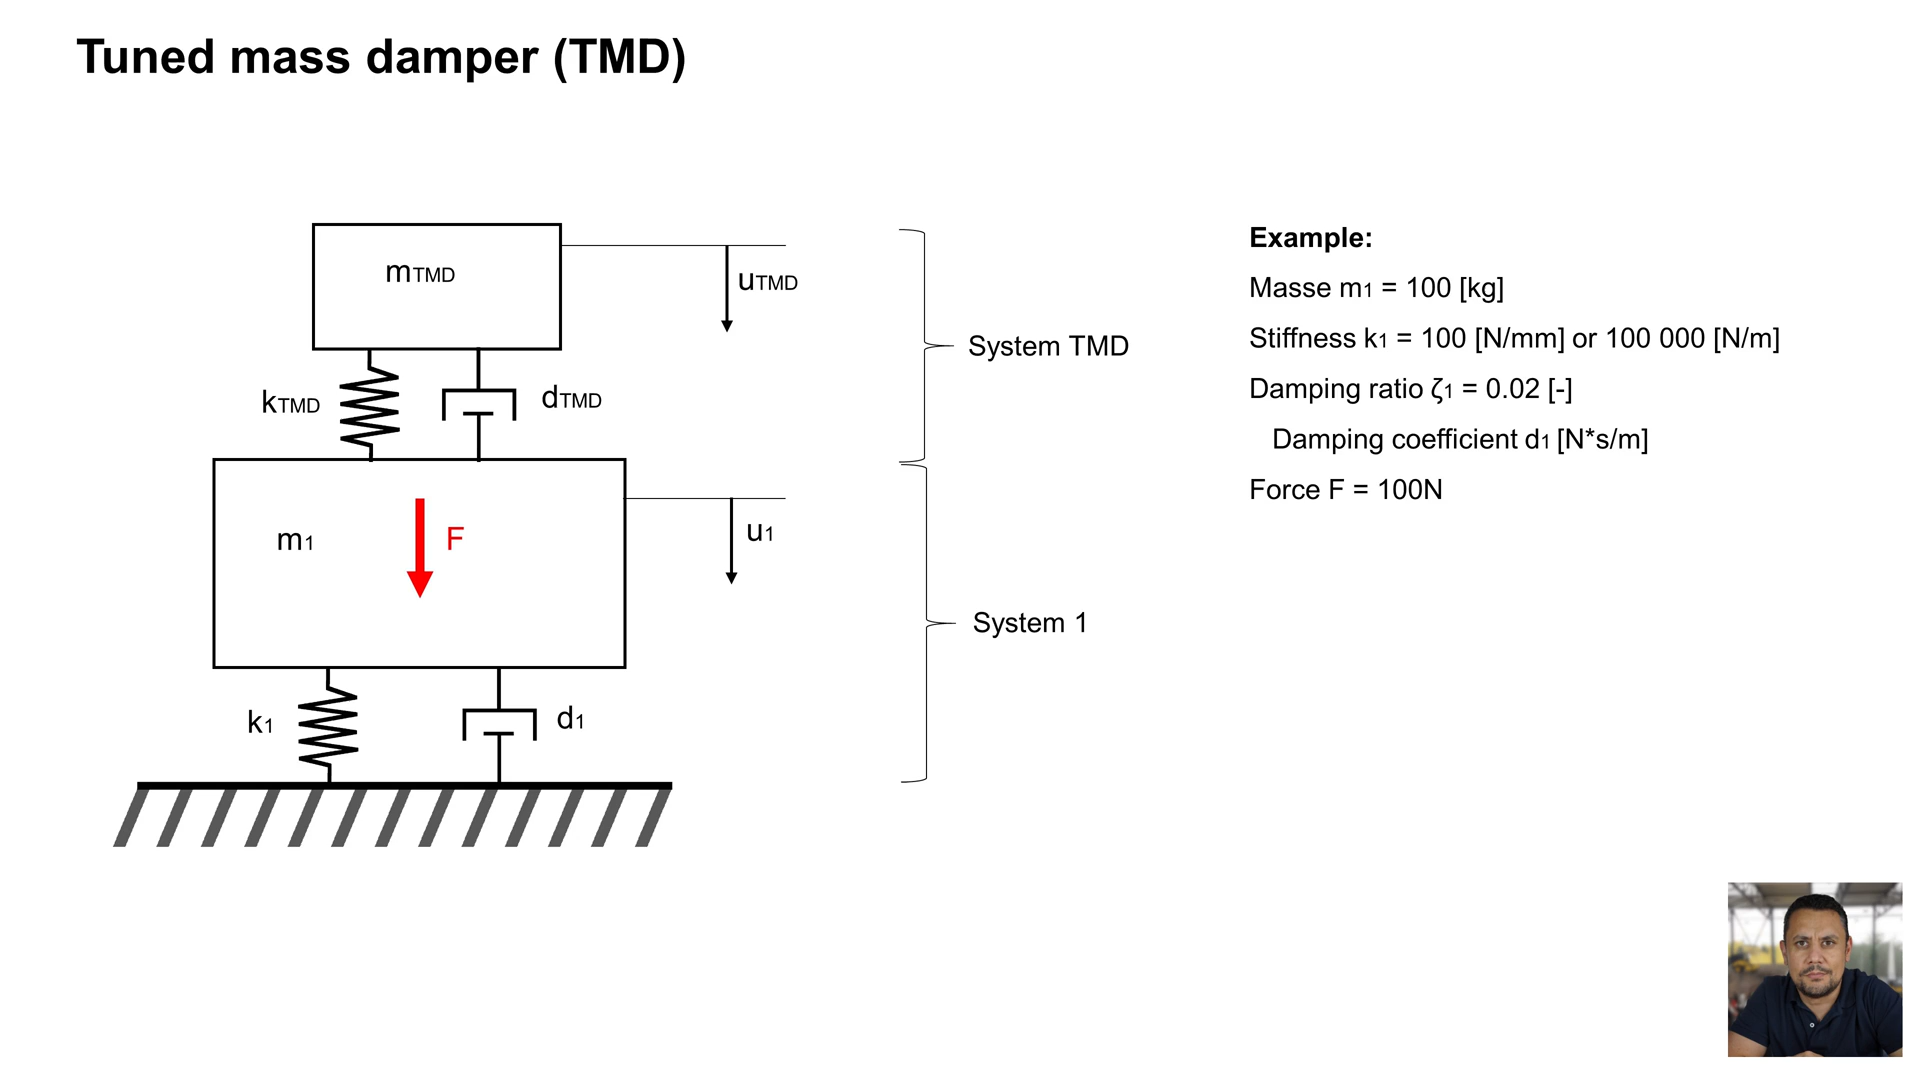 Tuned mass damper (TMD)
mTMD
uTMD
kTMD
dTMD
System TMD
m1
F
u1
System 1
k1
d1
Example:
Masse m1 = 100 [kg]
Stiffness k1 = 100 [N/mm] or 100 000 [N/m]
Damping ratio ζ1 = 0.02 [-]
Damping coefficient d1 [N*s/m]
Force F = 100N